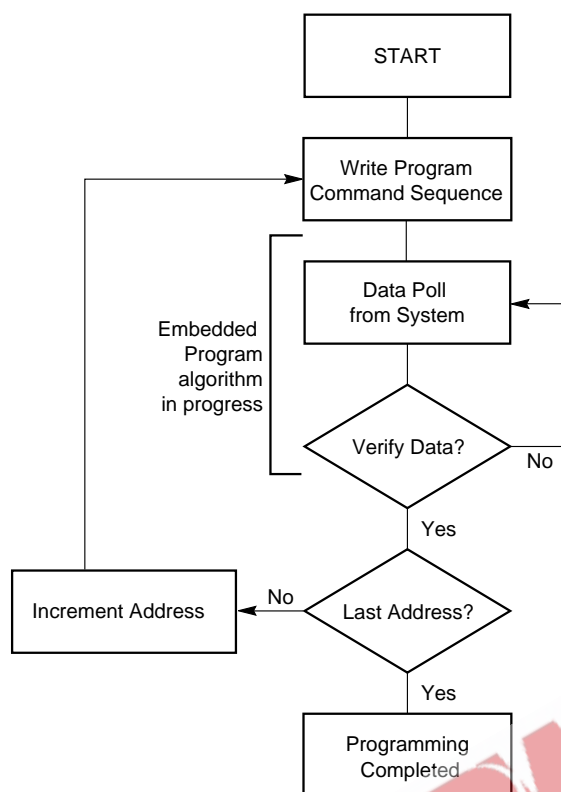 START
Write Program
Command Sequence
Data Poll
from System
Embedded
Program
algorithm
in progress
Verify Data?
No
Yes
Increment Address
No
Last Address?
Yes
Programming
Completed